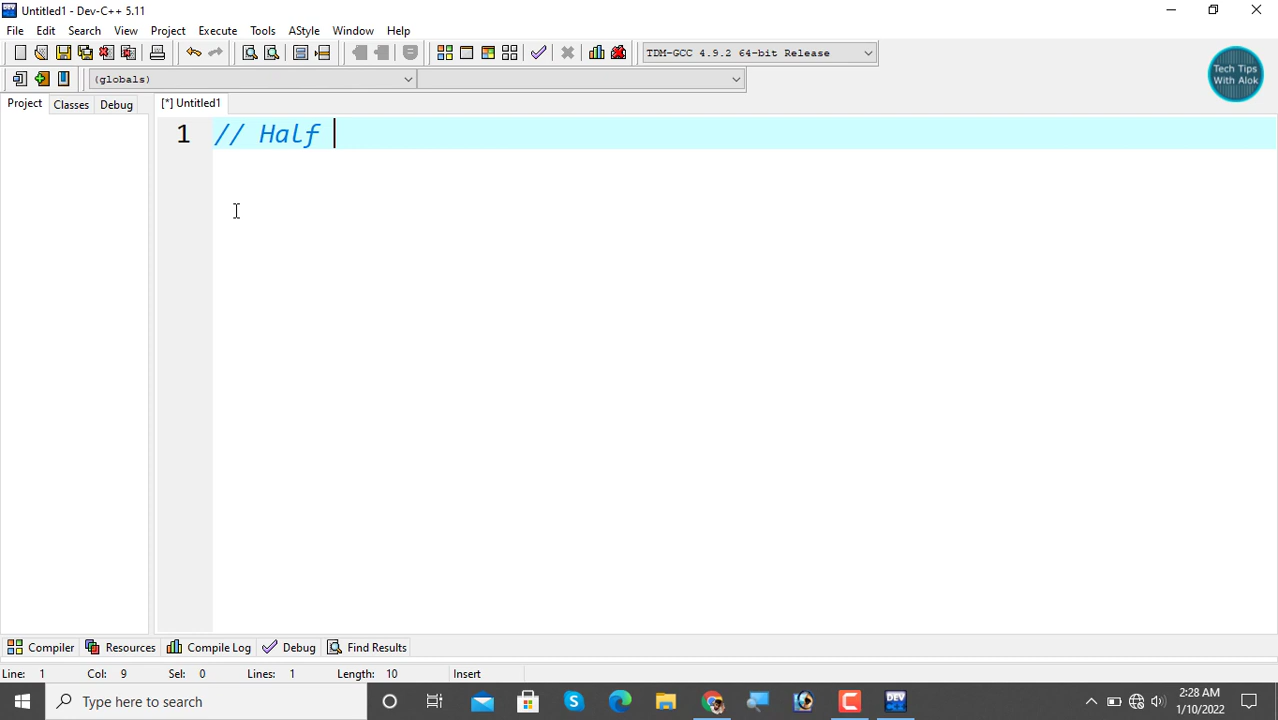 Untitled1 - Dev-C++ 5.11
File Edit Search View Project Execute Tools AStyle Window Help
TDM-GCC 4.9.2 64-bit Release
(globals)
Tech Tips
With Alok
Project Classes Debug [*] Untitled1
1 // Half
Compiler Resources Compile Log Debug Find Results
Line: 1 Col: 9 Sel: 0 Lines: 1 Length: 10 Insert
Type here to search
2:28 AM
1/10/2022